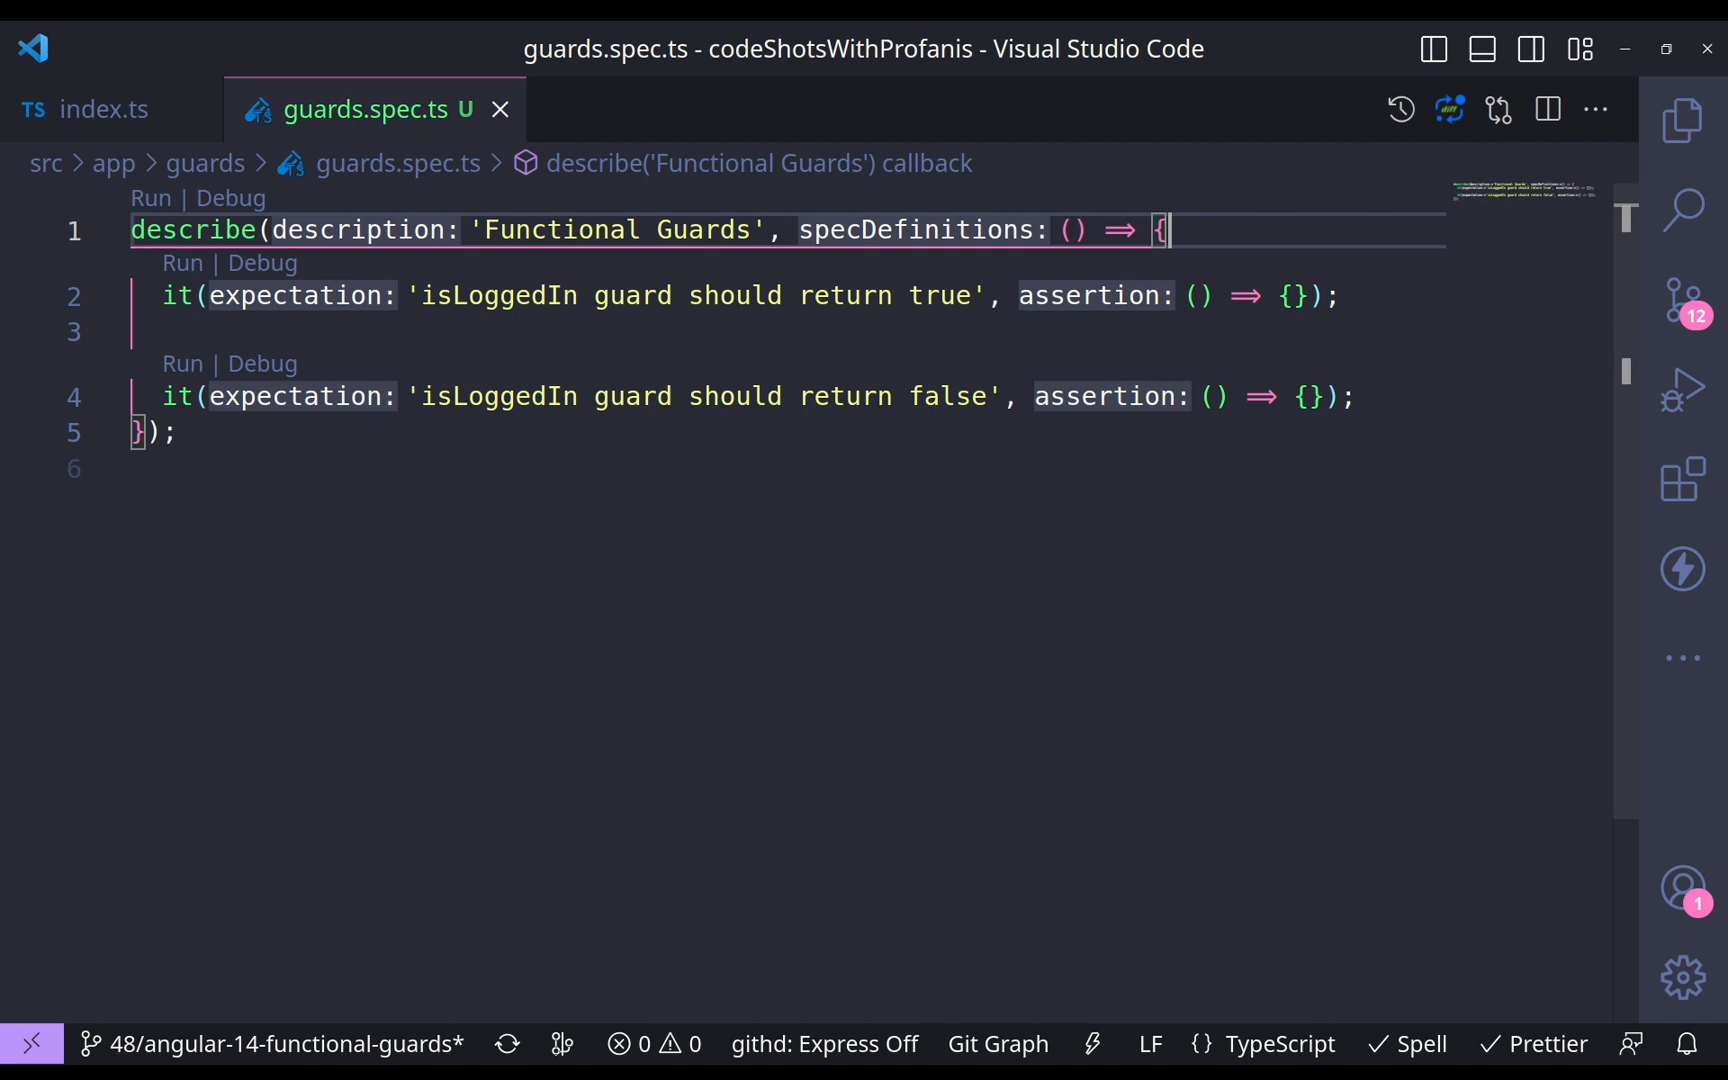 guards.spec.ts - codeShotsWithProfanis - Visual Studio Code
TS index.ts
guards.spec.ts U
src > app > guards > guards.spec.ts > describe('Functional Guards') callback
Run | Debug
1 describe(description: 'Functional Guards', specDefinitions: () => {
Run | Debug
2 it(expectation: 'isLoggedIn guard should return true', assertion: () => {});
3
Run | Debug
4 it(expectation: 'isLoggedIn guard should return false', assertion: () => {});
5 });
6
12
1
48/angular-14-functional-guards* 0 0 githd: Express Off Git Graph LF {} TypeScript Spell Prettier